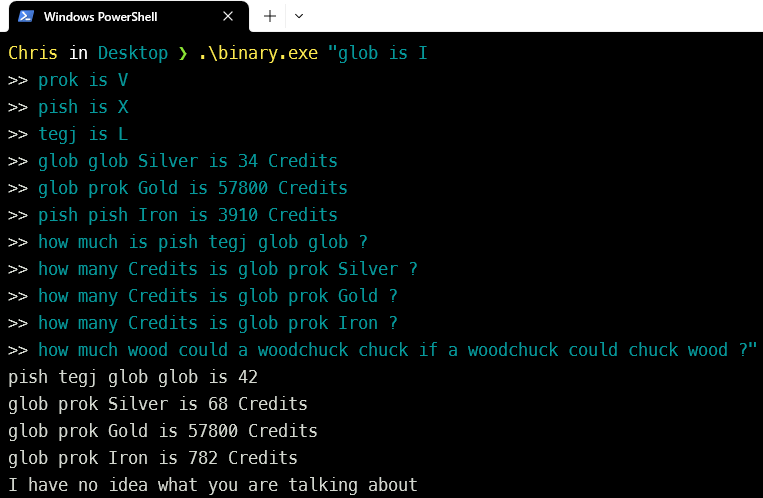 Windows PowerShell
Chris in Desktop ❯ .\binary.exe "glob is I
>> prok is V
>> pish is X
>> tegj is L
>> glob glob Silver is 34 Credits
>> glob prok Gold is 57800 Credits
>> pish pish Iron is 3910 Credits
>> how much is pish tegj glob glob ?
>> how many Credits is glob prok Silver ?
>> how many Credits is glob prok Gold ?
>> how many Credits is glob prok Iron ?
>> how much wood could a woodchuck chuck if a woodchuck could chuck wood ?"
pish tegj glob glob is 42
glob prok Silver is 68 Credits
glob prok Gold is 57800 Credits
glob prok Iron is 782 Credits
I have no idea what you are talking about